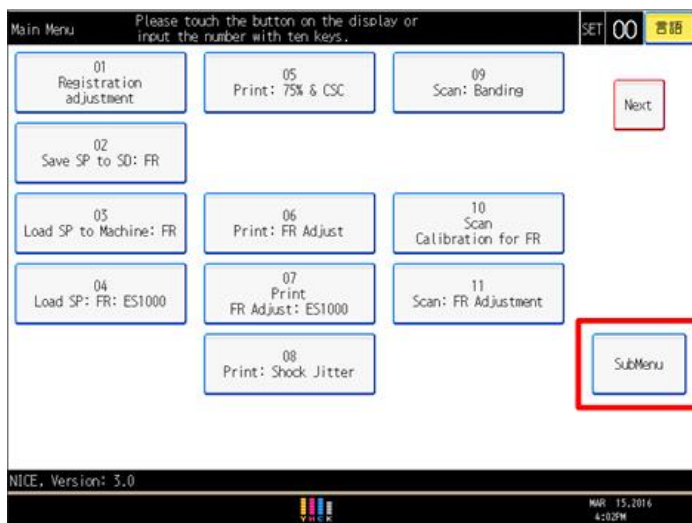 Main Menu
Please touch the button on the display or
input the number with ten keys.
SET 00 言語
01
Registration
adjustment
05
Print: 75% & CSC
09
Scan: Banding
Next
02
Save SP to SD: FR
03
Load SP to Machine: FR
06
Print: FR Adjust
10
Scan
Calibration for FR
04
Load SP: FR: ES1000
07
Print
FR Adjust: ES1000
11
Scan: FR Adjustment
08
Print: Shock Jitter
SubMenu
NICE, Version: 3.0
Y M C K
MAR 15,2016
4:02PM